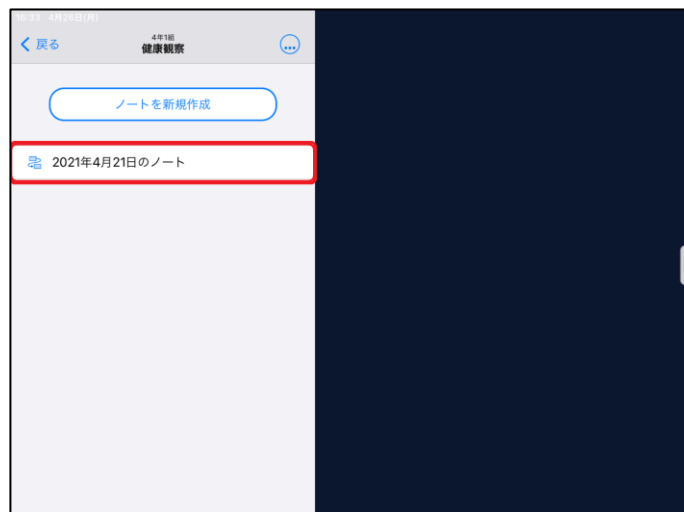 16:33 4月26日(月)
戻る
4年1組
健康観察
ノートを新規作成
2021年4月21日のノート